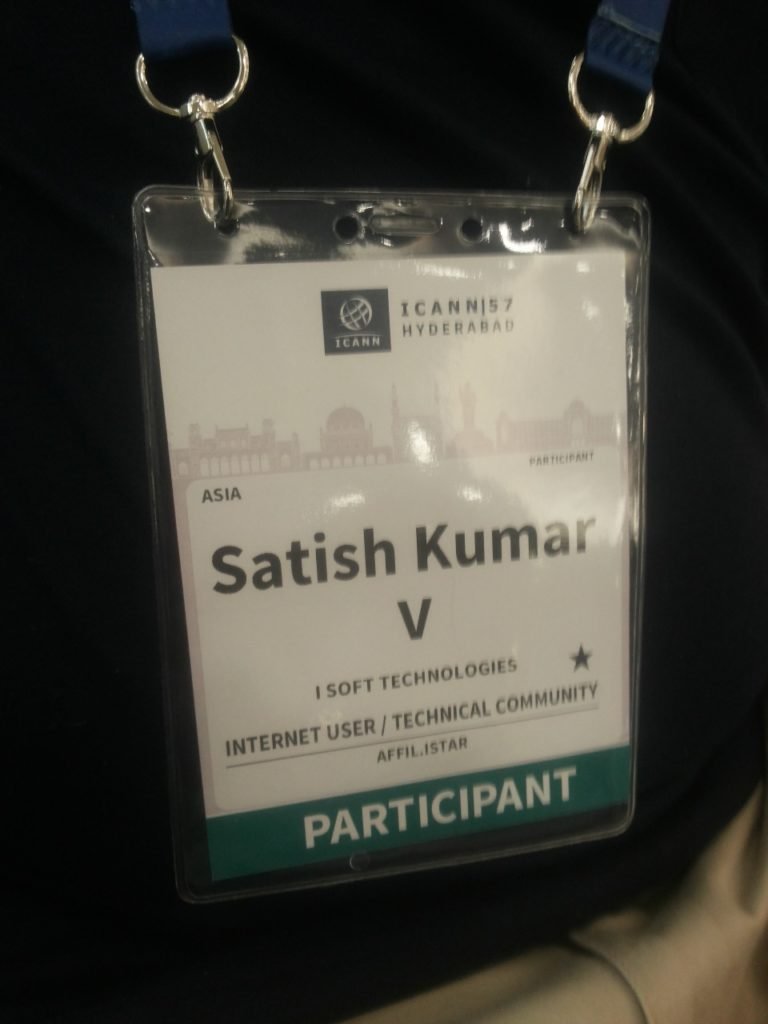 ICANN
ICANN|57
HYDERABAD
PARTICIPANT
ASIA
Satish Kumar
V
I SOFT TECHNOLOGIES
INTERNET USER / TECHNICAL COMMUNITY
AFFIL.ISTAR
PARTICIPANT